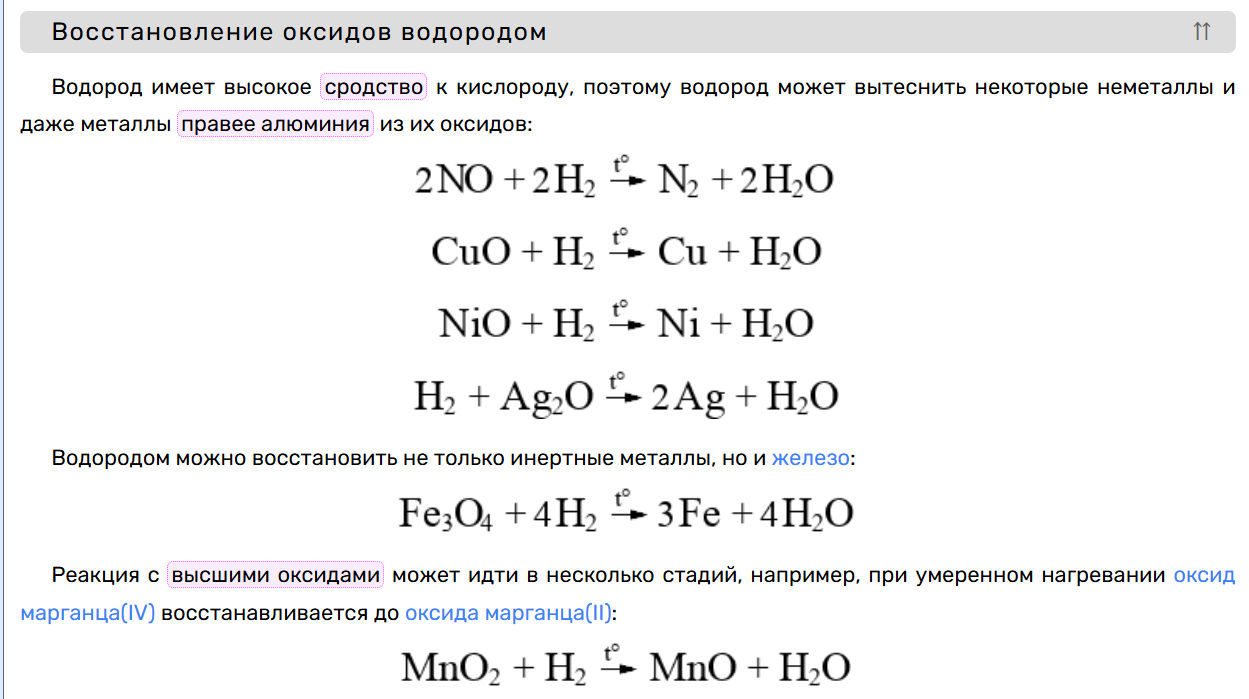 Восстановление оксидов водородом ⇈
Водород имеет высокое сродство к кислороду, поэтому водород может вытеснить некоторые неметаллы и
даже металлы правее алюминия из их оксидов:
2NO + 2H₂ t°→ N₂ + 2H₂O
CuO + H₂ t°→ Cu + H₂O
NiO + H₂ t°→ Ni + H₂O
H₂ + Ag₂O t°→ 2Ag + H₂O
Водородом можно восстановить не только инертные металлы, но и железо:
Fe₃O₄ + 4H₂ t°→ 3Fe + 4H₂O
Реакция с высшими оксидами может идти в несколько стадий, например, при умеренном нагревании оксид
марганца(IV) восстанавливается до оксида марганца(II):
MnO₂ + H₂ t°→ MnO + H₂O